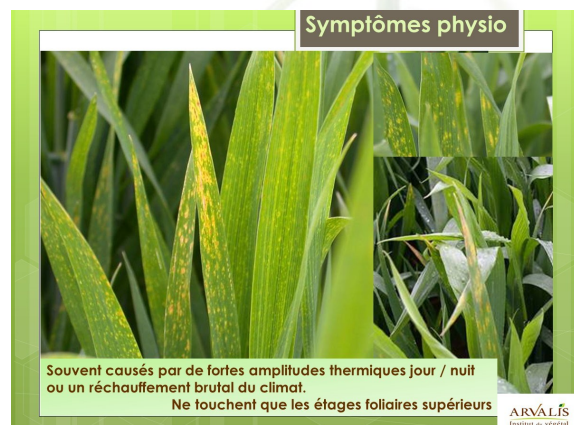 Symptômes physio
Souvent causés par de fortes amplitudes thermiques jour / nuit
ou un réchauffement brutal du climat.
Ne touchent que les étages foliaires supérieurs
ARVALIS
Institut du végétal